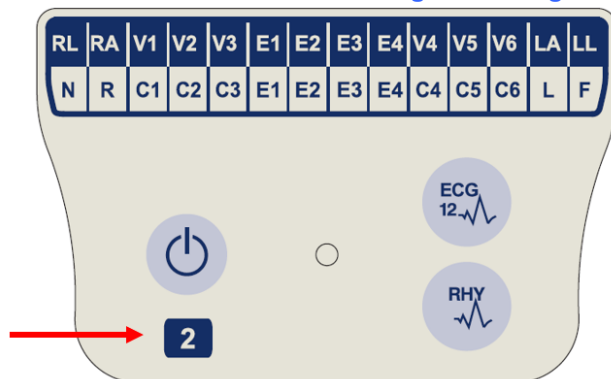 RL RA V1 V2 V3 E1 E2 E3 E4 V4 V5 V6 LA LL
N R C1 C2 C3 E1 E2 E3 E4 C4 C5 C6 L F
ECG
12
RHY
2